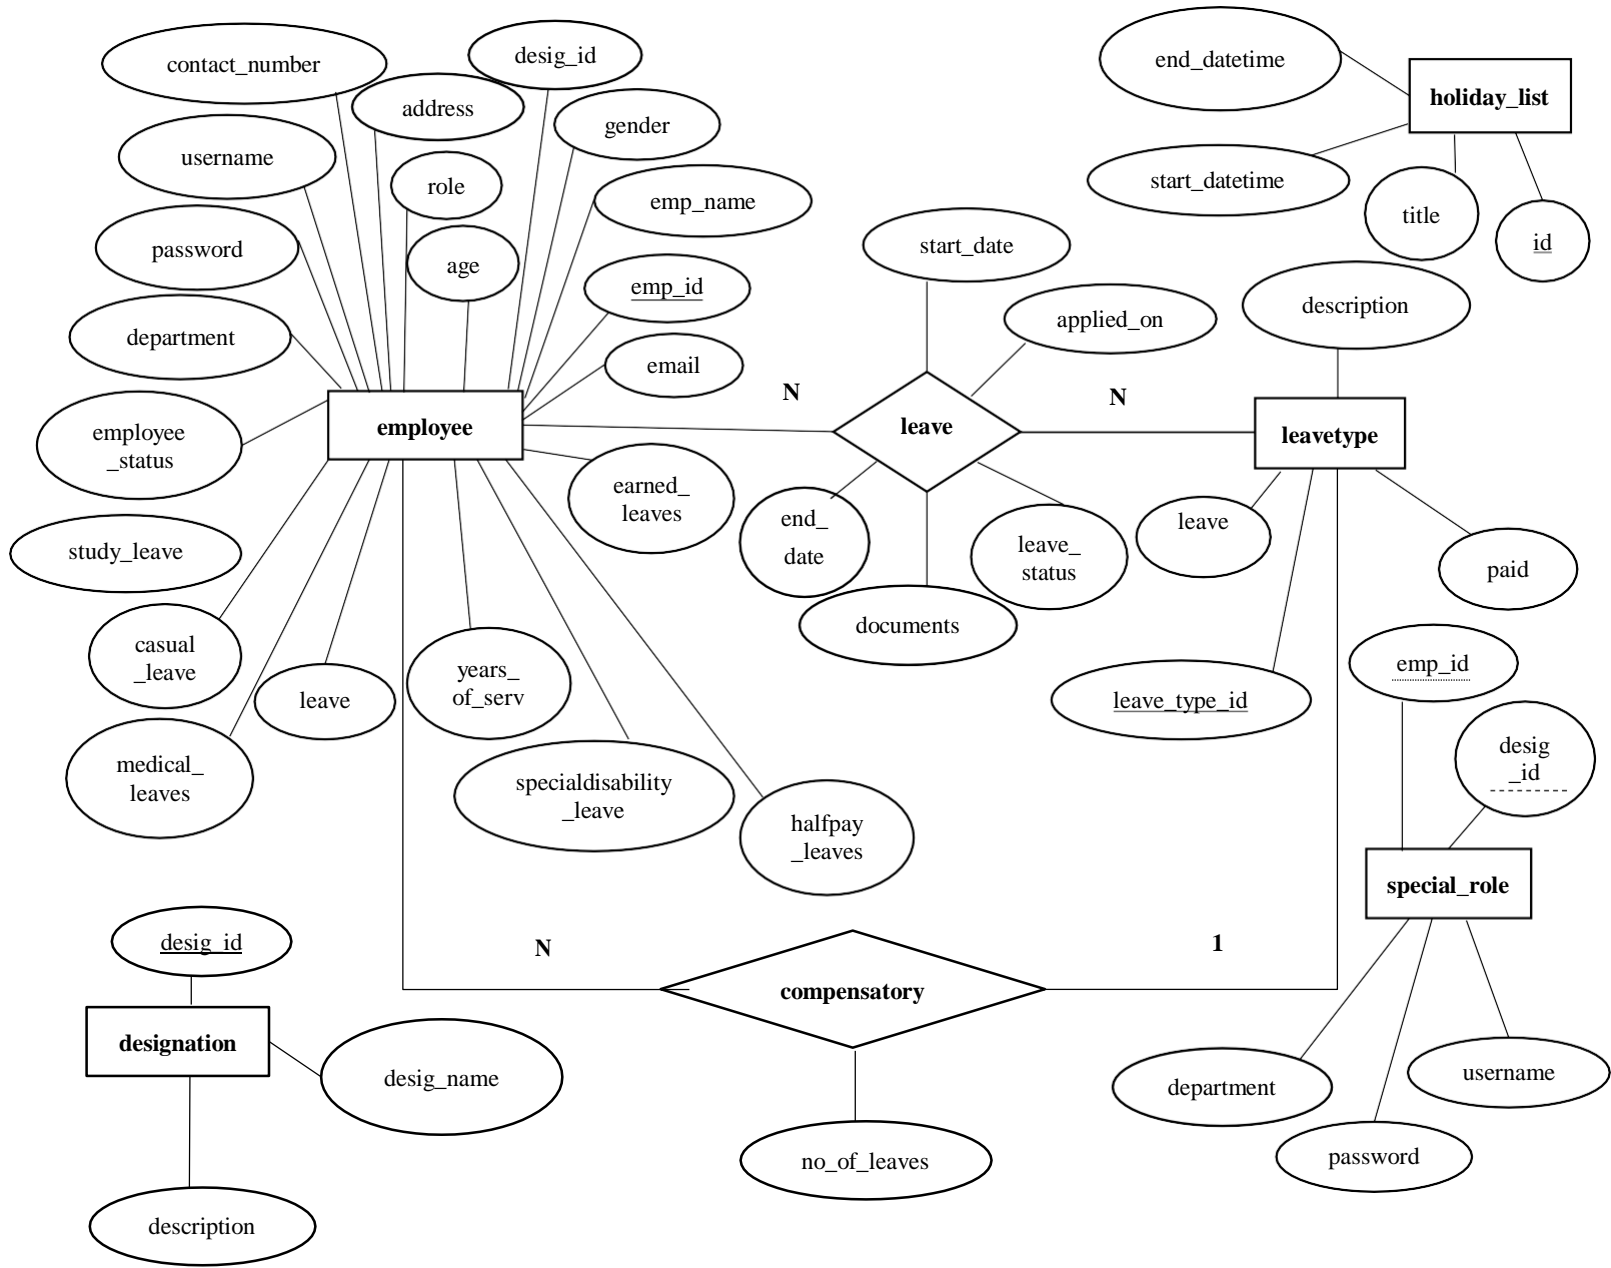 contact_number
desig_id
address
gender
username
role
emp_name
password
age
emp_id
department
email
employee
_status
employee
N
leave
N
leavetype
start_date
applied_on
end_datetime
holiday_list
start_datetime
title
id
description
earned_
leaves
end_
date
leave_
status
documents
leave
paid
leave_type_id
study_leave
casual
_leave
leave
years_
of_serv
medical_
leaves
specialdisability
_leave
halfpay
_leaves
emp_id
desig
_id
special_role
department
password
username
desig_id
designation
desig_name
description
N
compensatory
1
no_of_leaves